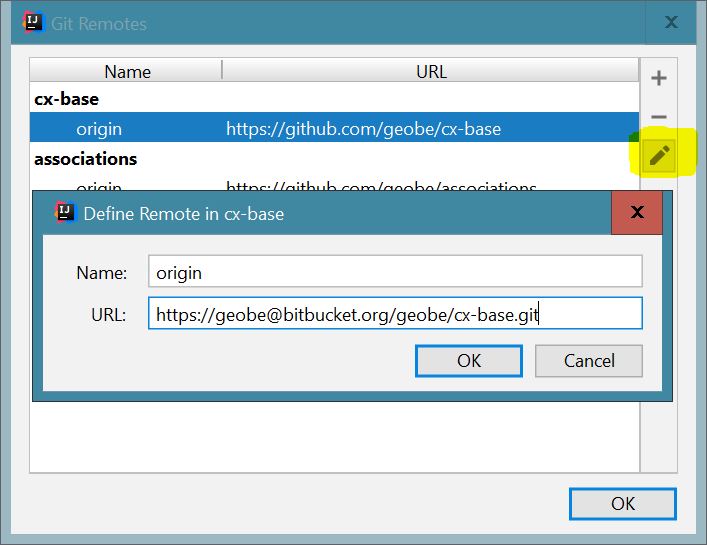 IJ Git Remotes X
Name URL
cx-base
origin https://github.com/geobe/cx-base
associations
origin https://github.com/geobe/associations
IJ Define Remote in cx-base X
Name: origin
URL: https://geobe@bitbucket.org/geobe/cx-base.git
OK Cancel
OK